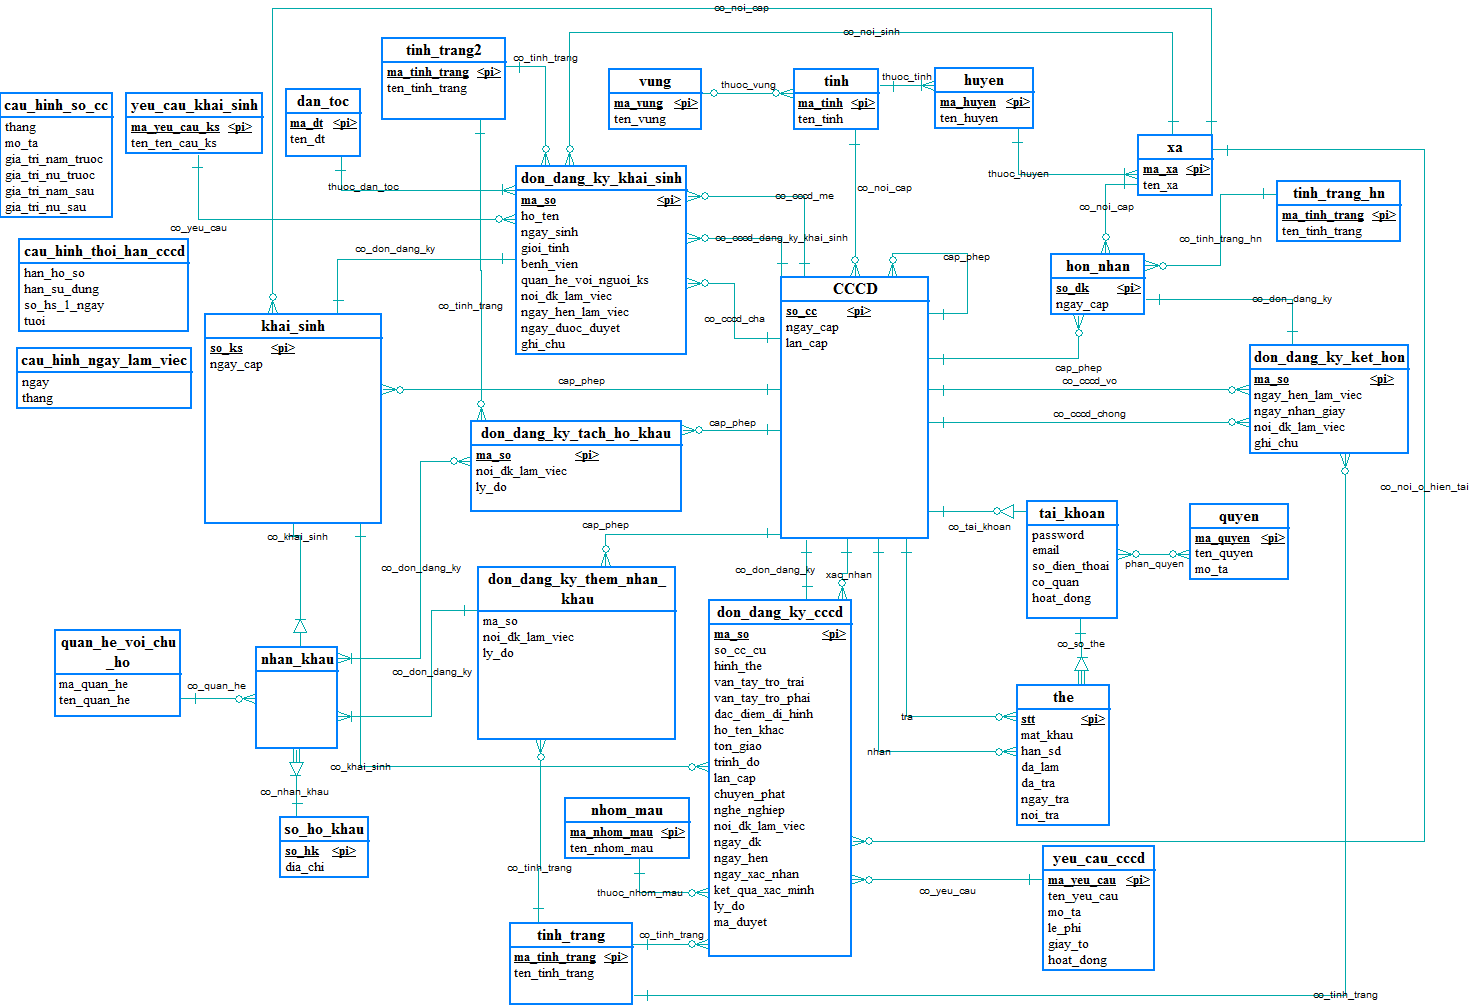 co_noi_cap
co_noi_sinh
tinh_trang2
ma_tinh_trang <pi>
ten_tinh_trang
co_tinh_trang
vung
ma_vung <pi>
ten_vung
thuoc_vung
tinh
ma_tinh <pi>
ten_tinh
thuoc_tinh
huyen
ma_huyen <pi>
ten_huyen
cau_hinh_so_cc
thang
mo_ta
gia_tri_nam_truoc
gia_tri_nu_truoc
gia_tri_nam_sau
gia_tri_nu_sau
yeu_cau_khai_sinh
ma_yeu_cau_ks <pi>
ten_ten_cau_ks
dan_toc
ma_dt <pi>
ten_dt
thuoc_dan_toc
co_yeu_cau
don_dang_ky_khai_sinh
ma_so <pi>
ho_ten
ngay_sinh
gioi_tinh
benh_vien
quan_he_voi_nguoi_ks
noi_dk_lam_viec
ngay_hen_lam_viec
ngay_duoc_duyet
ghi_chu
co_cccd_me
co_cccd_dang_ky_khai_sinh
co_cccd_cha
co_noi_cap
thuoc_huyen
xa
ma_xa <pi>
ten_xa
co_noi_cap
tinh_trang_hn
ma_tinh_trang <pi>
ten_tinh_trang
co_tinh_trang_hn
cau_hinh_thoi_han_cccd
han_ho_so
han_su_dung
so_hs_1_ngay
tuoi
co_don_dang_ky
co_tinh_trang
cap_phep
hon_nhan
so_dk <pi>
ngay_cap
co_don_dang_ky
CCCD
so_cc <pi>
ngay_cap
lan_cap
khai_sinh
so_ks <pi>
ngay_cap
cau_hinh_ngay_lam_viec
ngay
thang
cap_phep
cap_phep
co_cccd_vo
co_cccd_chong
don_dang_ky_ket_hon
ma_so <pi>
ngay_hen_lam_viec
ngay_nhan_giay
noi_dk_lam_viec
ghi_chu
don_dang_ky_tach_ho_khau
ma_so <pi>
noi_dk_lam_viec
ly_do
cap_phep
co_noi_o_hien_tai
cap_phep
co_khai_sinh
co_don_dang_ky
co_tai_khoan
tai_khoan
password
email
so_dien_thoai
co_quan
hoat_dong
phan_quyen
quyen
ma_quyen <pi>
ten_quyen
mo_ta
don_dang_ky_them_nhan_
khau
ma_so
noi_dk_lam_viec
ly_do
co_don_dang_ky
xac_nhan
don_dang_ky_cccd
ma_so <pi>
so_cc_cu
hinh_the
van_tay_tro_trai
van_tay_tro_phai
dac_diem_di_hinh
ho_ten_khac
ton_giao
trinh_do
lan_cap
chuyen_phat
nghe_nghiep
noi_dk_lam_viec
ngay_dk
ngay_hen
ngay_xac_nhan
ket_qua_xac_minh
ly_do
ma_duyet
quan_he_voi_chu
_ho
ma_quan_he
ten_quan_he
co_quan_he
nhan_khau
co_don_dang_ky
co_so_the
the
stt <pi>
mat_khau
han_sd
da_lam
da_tra
ngay_tra
noi_tra
tra
nhan
co_khai_sinh
co_nhan_khau
so_ho_khau
so_hk <pi>
dia_chi
nhom_mau
ma_nhom_mau <pi>
ten_nhom_mau
co_tinh_trang
thuoc_nhom_mau
co_yeu_cau
yeu_cau_cccd
ma_yeu_cau <pi>
ten_yeu_cau
mo_ta
le_phi
giay_to
hoat_dong
tinh_trang
ma_tinh_trang <pi>
ten_tinh_trang
co_tinh_trang
co_tinh_trang